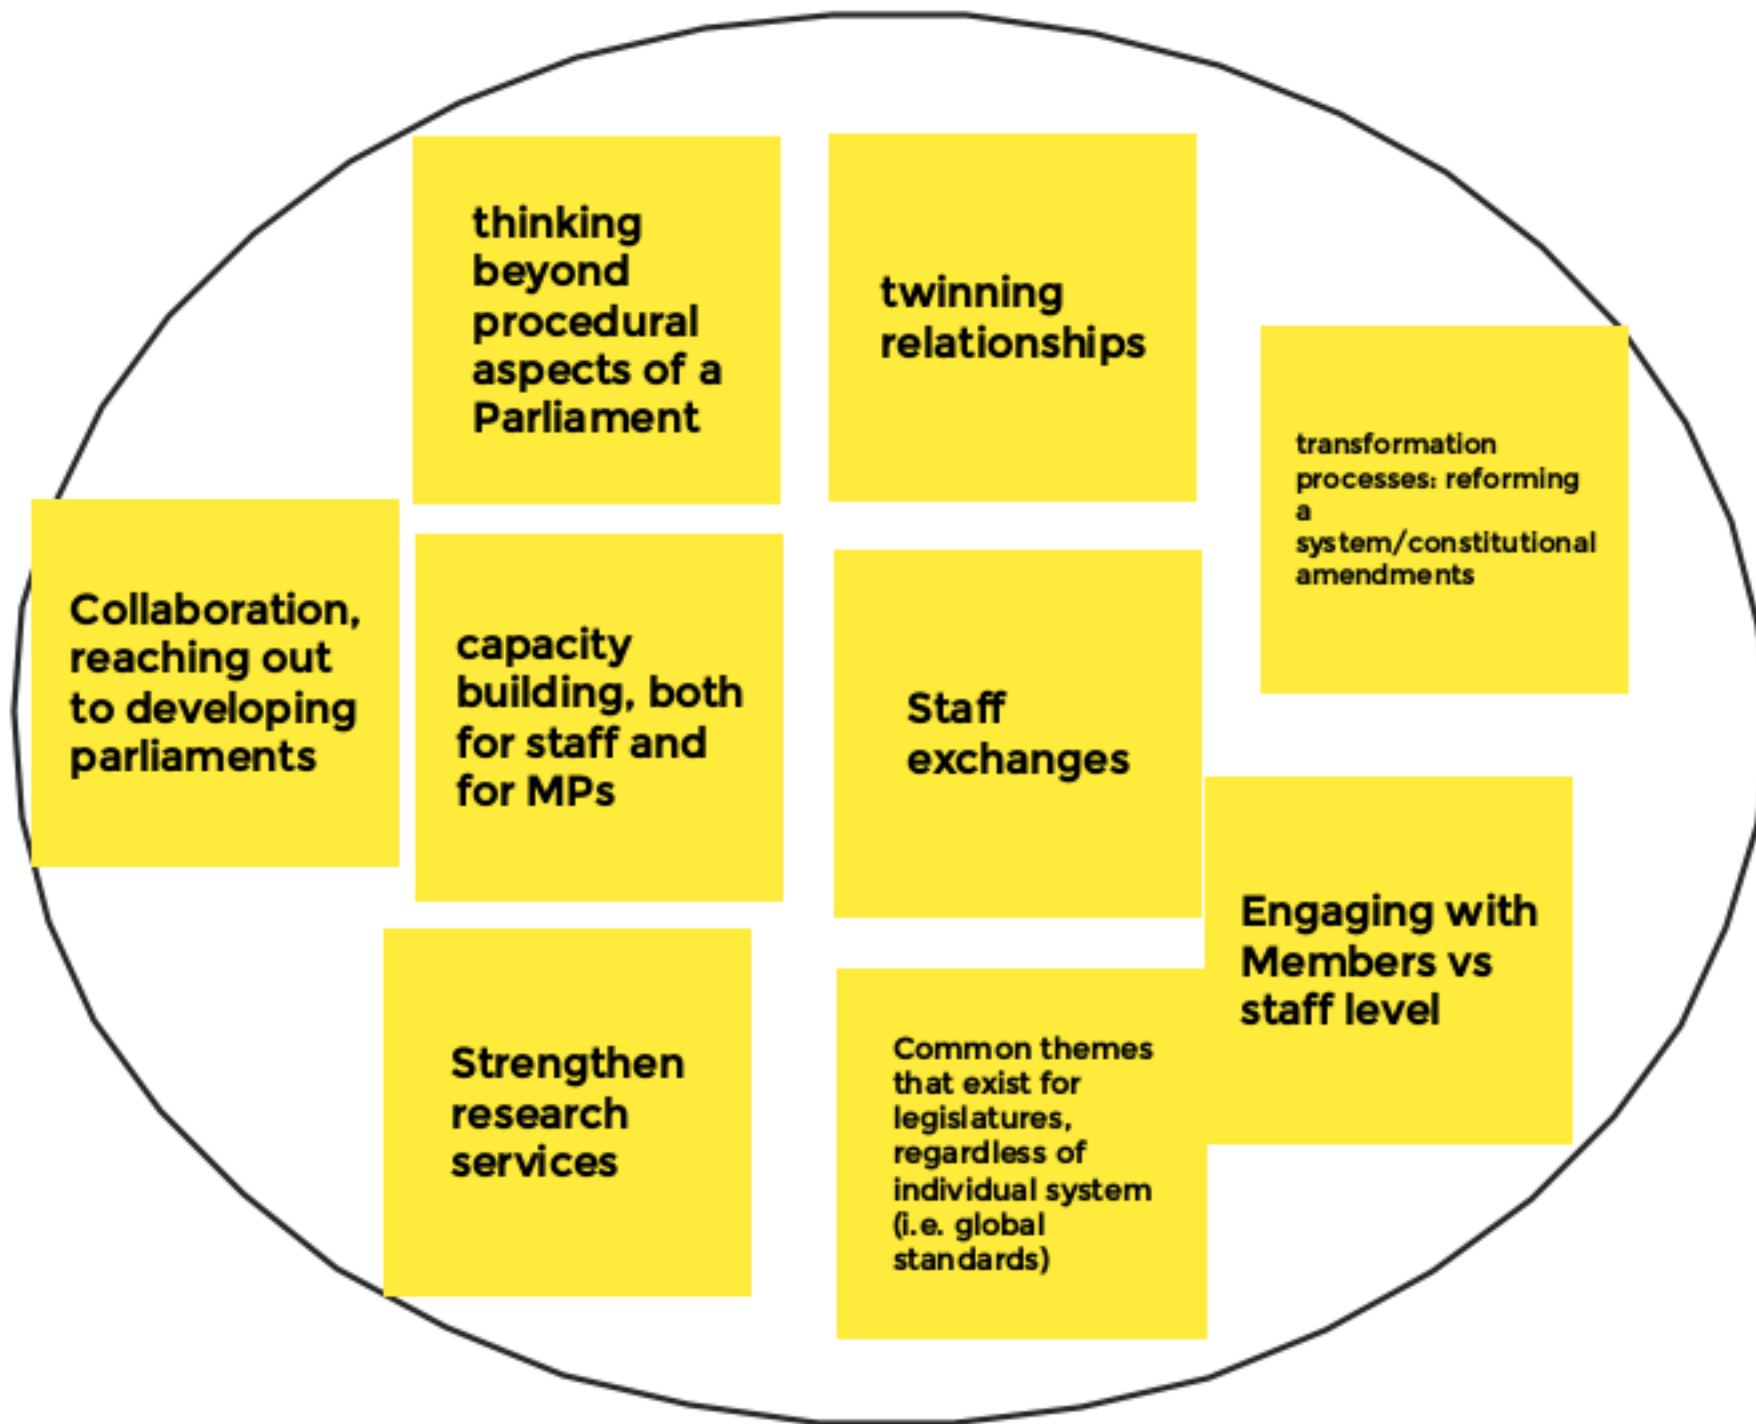 thinking
beyond
procedural
aspects of a
Parliament
twinning
relationships
transformation
processes: reforming
a
system/constitutional
amendments
Collaboration,
reaching out
to developing
parliaments
capacity
building, both
for staff and
for MPs
Staff
exchanges
Engaging with
Members vs
staff level
Strengthen
research
services
Common themes
that exist for
legislatures,
regardless of
individual system
(i.e. global
standards)